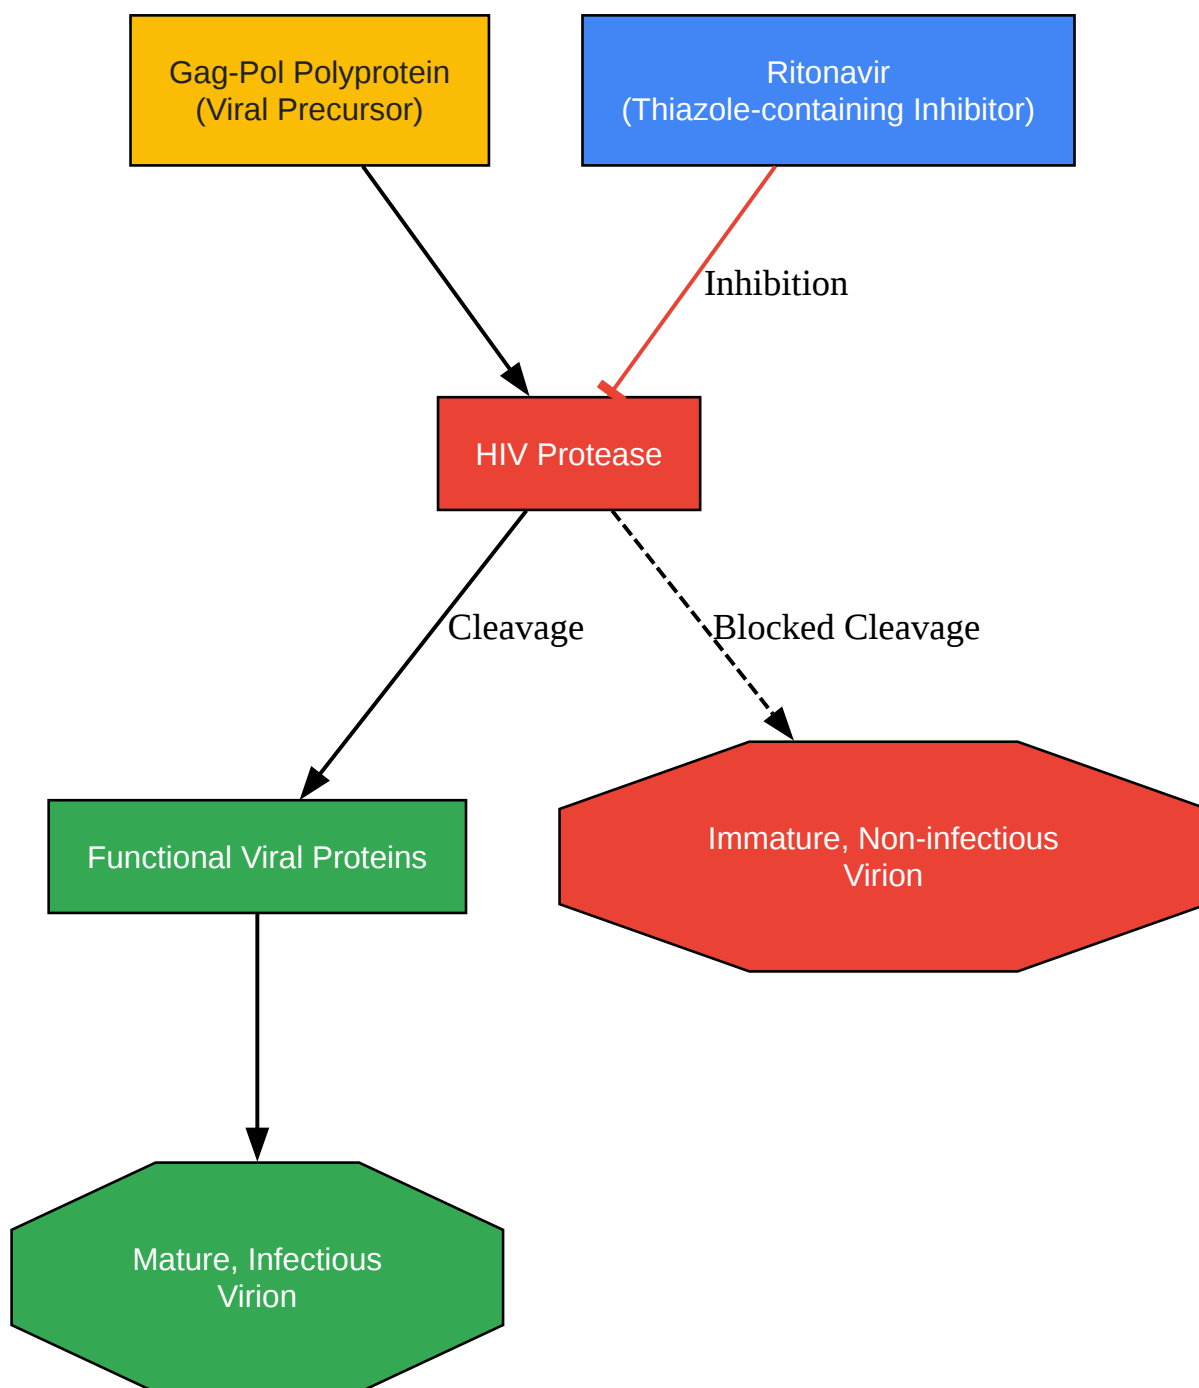 Gag-Pol Polyprotein
(Viral Precursor)
Ritonavir
(Thiazole-containing Inhibitor)
Inhibition
HIV Protease
Cleavage
Blocked Cleavage
Functional Viral Proteins
Immature, Non-infectious
Virion
Mature, Infectious
Virion